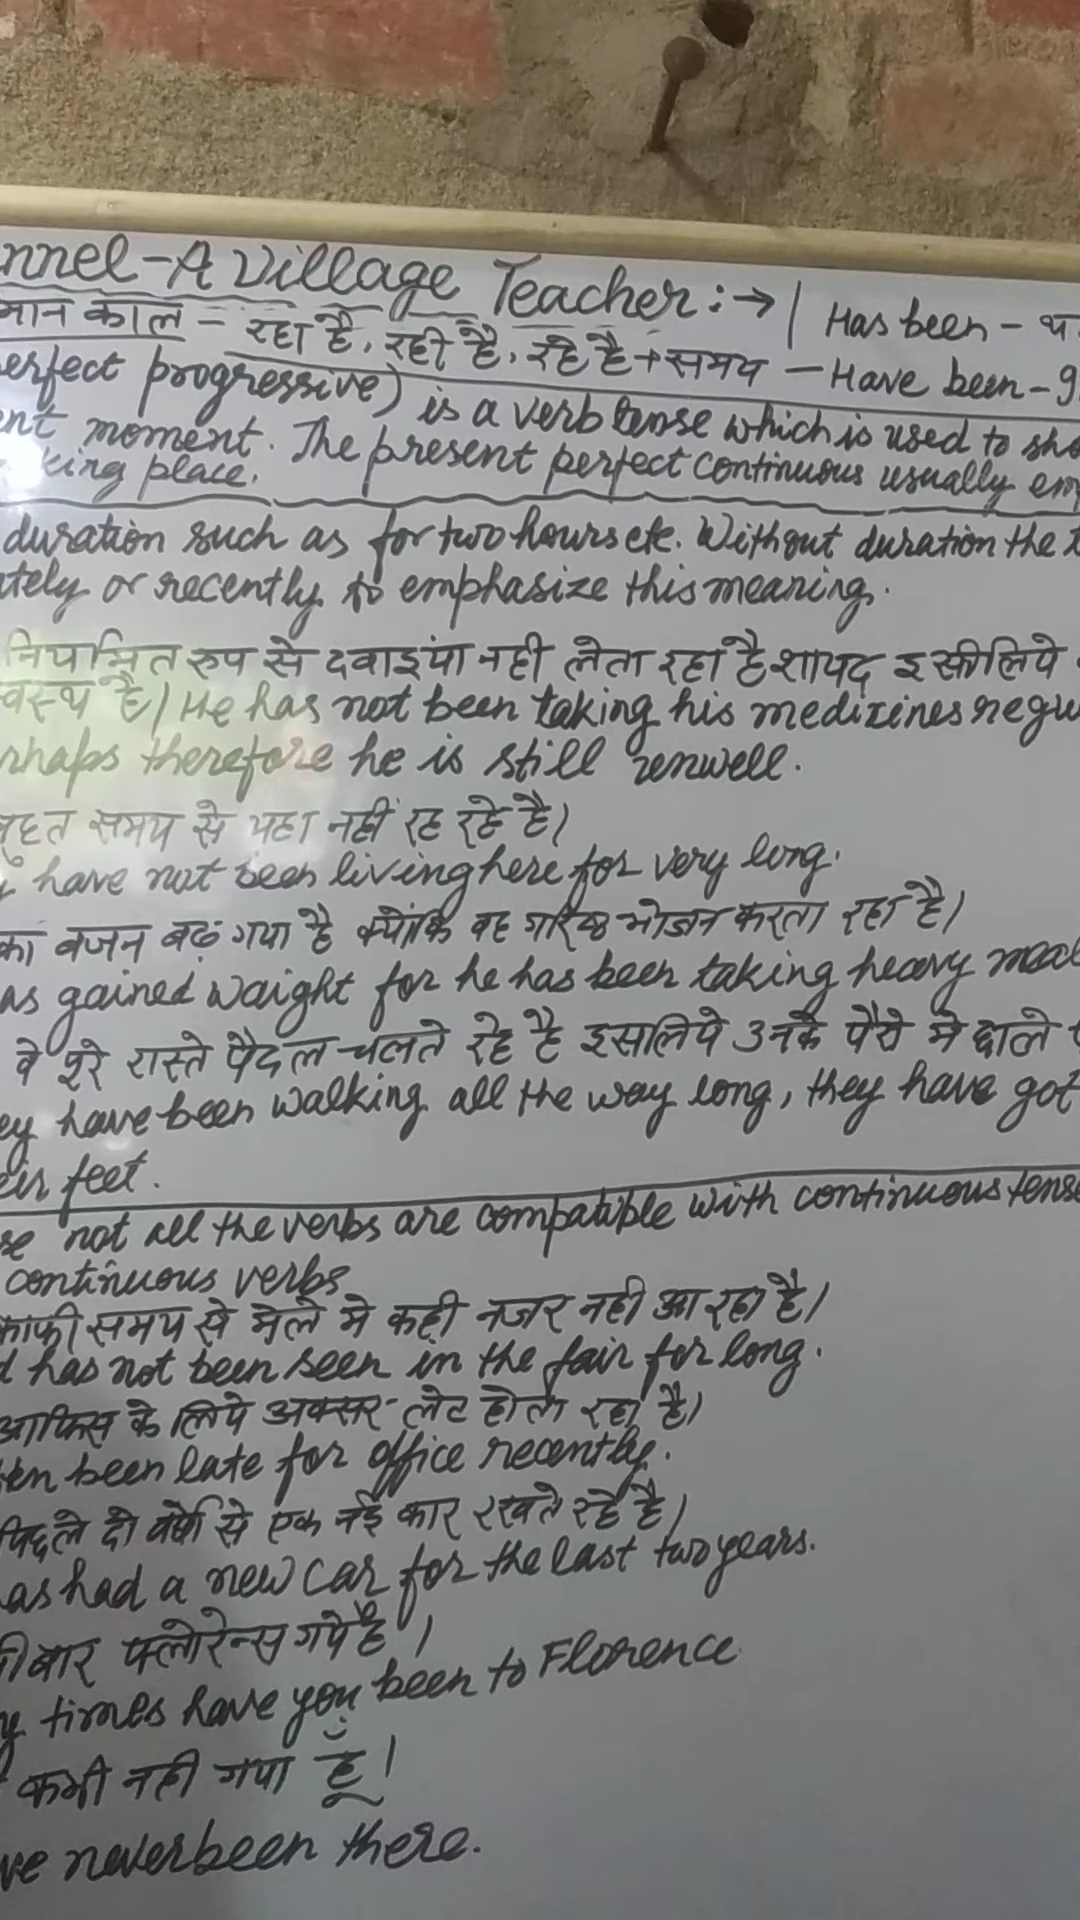 nnel-A Village Teacher:→ | Has been -
मान काल - रहा है, रही है, रहे है + समय - Have been -
erfect progressive) is a verb tense which is used to sho
ent moment. The present perfect continuous usually em
king place.
duration such as for two hours etc. Without duration the t
ately or recently to emphasize this meaning.
नियमित रुप से दवाइंया नही लेता रहा है शायद इसीलिये
वस्थ है। He has not been taking his medizines regu
rhaps therefore he is still unwell.
बहुत समय से यहा नहीं रह रहे है।
y have not been living here for very long.
का वजन बढ़ गया है क्योंकि वह गरिष्ठ भोजन करता रहा है।
as gained waight for he has been taking heavy meal
वे पूरे रास्ते पैदल चलते रहे है इसलिये उनके पैरो मे छाले
ey have been walking all the way long, they have got
eir feet.
se not all the verbs are compatible with continuous tense
continuous verbs
काफी समय से मेले मे कही नजर नही आ रहा है।
d has not been seen in the fair for long.
आफिस के लिये अक्सर लेट होता रहा है।
ten been late for office recently.
पिछले दो वर्षो से एक नई कार रखते रहे है।
as had a new car for the last two years.
नी बार फ्लोरेन्स गये है।
y times have you been to Florence
कभी नही गया हूँ।
ve never been there.